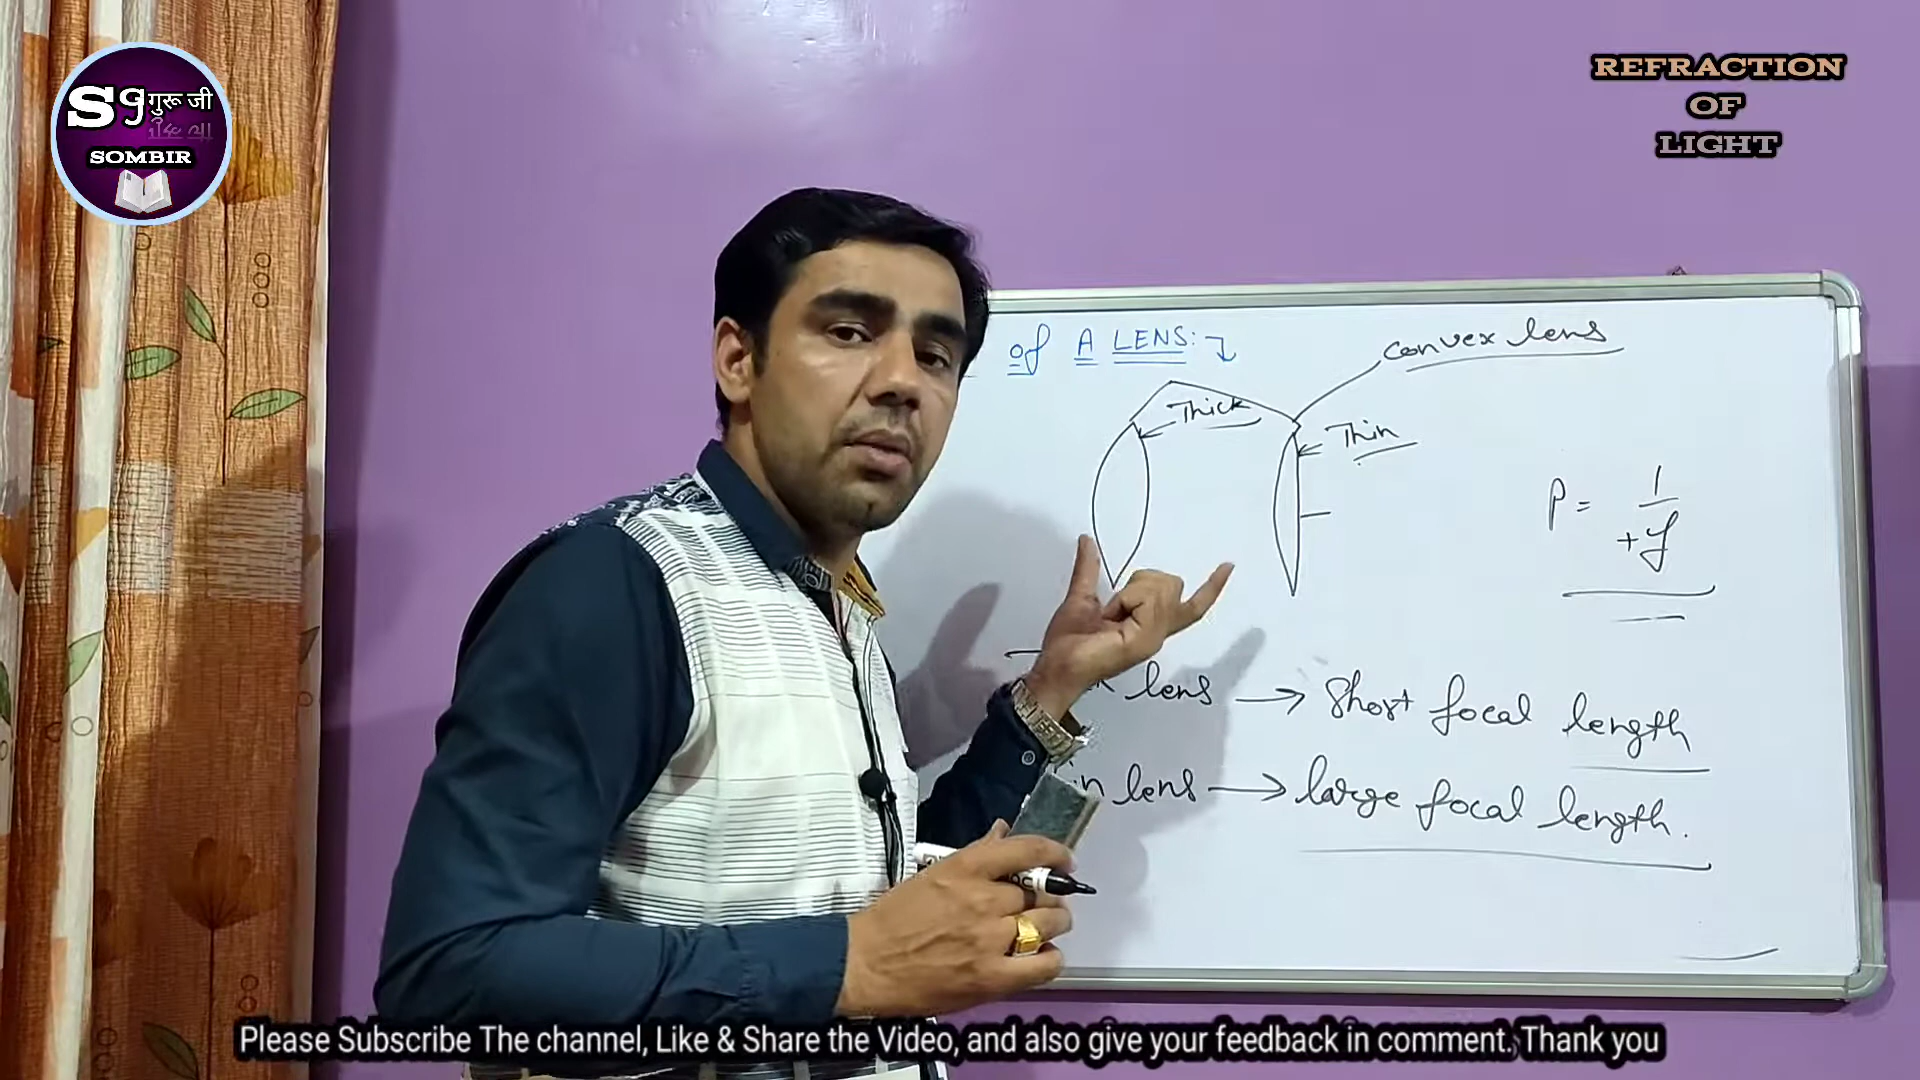 Sg गुरू जी
SOMBIR
REFRACTION
OF
LIGHT
of A LENS:
convex lens
Thick
Thin
P = 1
+f
lens → Short focal length
lens → large focal length.
Please Subscribe The channel, Like & Share the Video, and also give your feedback in comment. Thank you